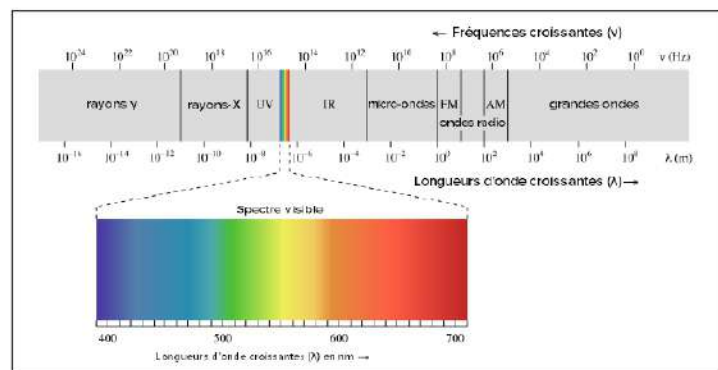 ← Fréquences croissantes (ν)
10²⁴ 10²² 10²⁰ 10¹⁸ 10¹⁶ 10¹⁴ 10¹² 10¹⁰ 10⁸ 10⁶ 10⁴ 10² 10⁰ ν (Hz)
rayons γ rayons-X UV IR micro-ondes FM AM grandes ondes
ondes radio
10⁻¹⁶ 10⁻¹⁴ 10⁻¹² 10⁻¹⁰ 10⁻⁸ 10⁻⁶ 10⁻⁴ 10⁻² 10⁰ 10² 10⁴ 10⁶ 10⁸ λ (m)
Longueurs d'onde croissantes (λ) →
Spectre visible
400 500 600 700
Longueurs d'onde croissantes (λ) en nm →